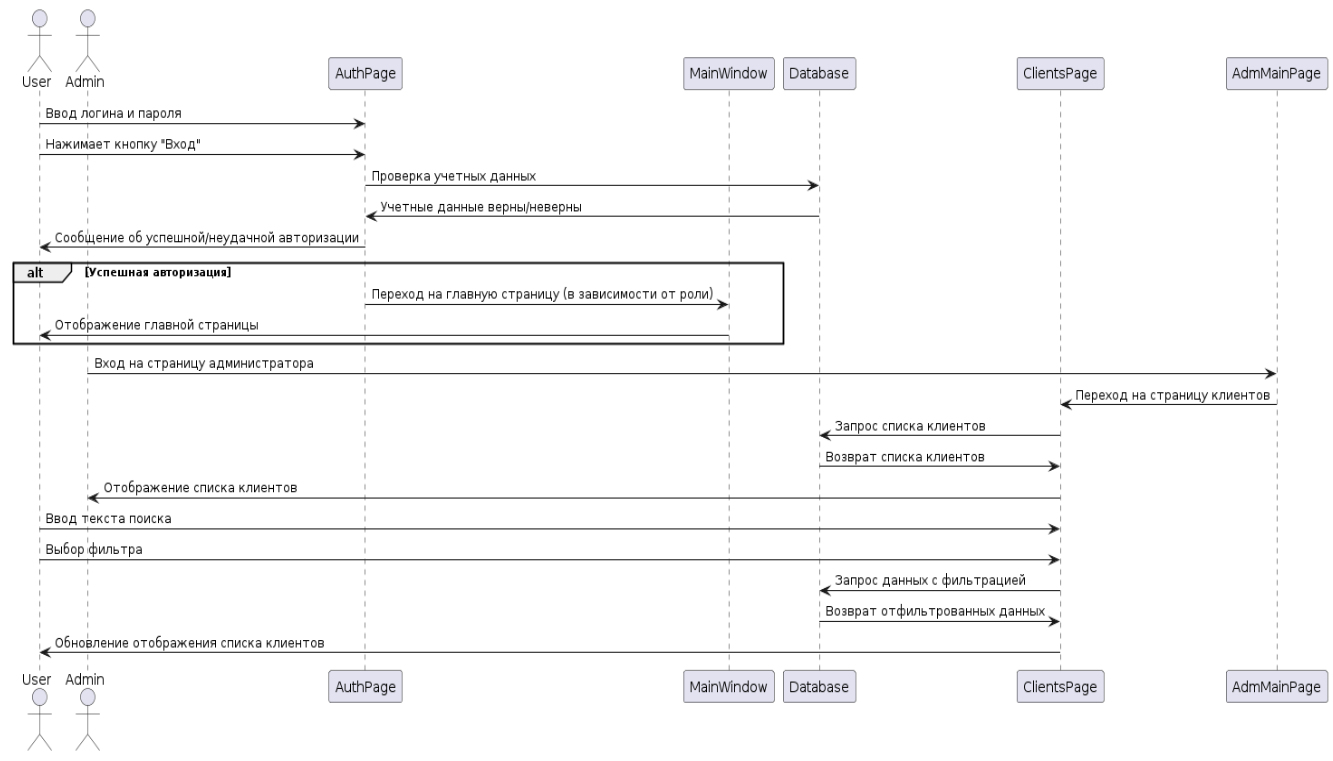 User Admin AuthPage MainWindow Database ClientsPage AdmMainPage
Ввод логина и пароля
Нажимает кнопку "Вход"
Проверка учетных данных
Учетные данные верны/неверны
Сообщение об успешной/неудачной авторизации
alt [Успешная авторизация]
Переход на главную страницу (в зависимости от роли)
Отображение главной страницы
Вход на страницу администратора
Переход на страницу клиентов
Запрос списка клиентов
Возврат списка клиентов
Отображение списка клиентов
Ввод текста поиска
Выбор фильтра
Запрос данных с фильтрацией
Возврат отфильтрованных данных
Обновление отображения списка клиентов
User Admin AuthPage MainWindow Database ClientsPage AdmMainPage